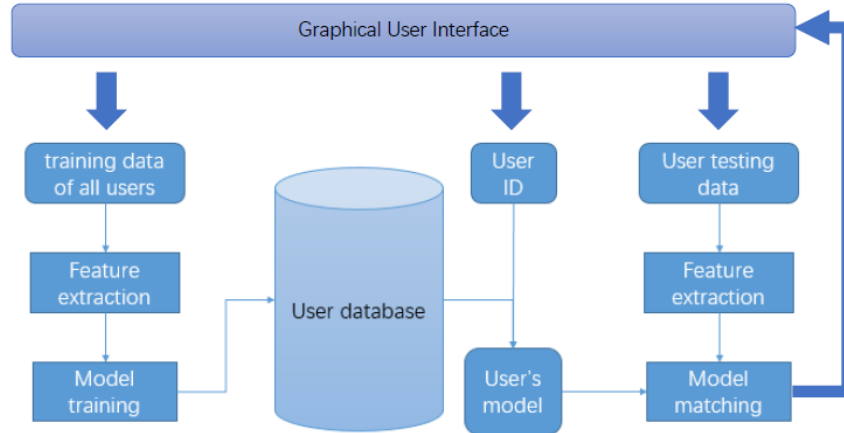 Graphical User Interface
training data
of all users
User
ID
User testing
data
Feature
extraction
User database
Feature
extraction
Model
training
User's
model
Model
matching